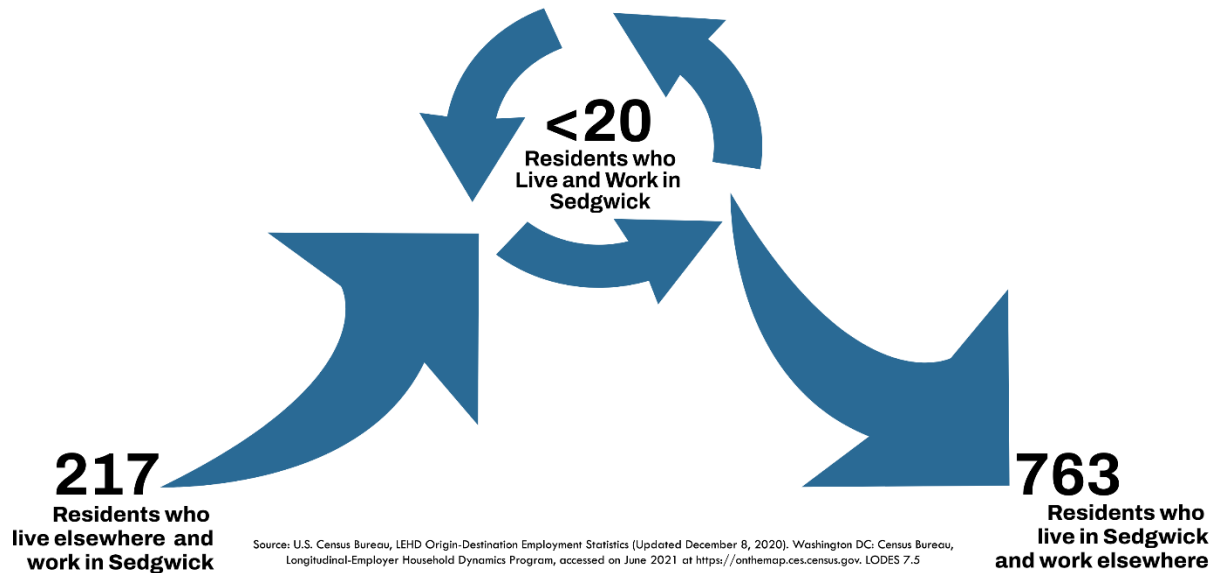 <20
Residents who
Live and Work in
Sedgwick
217
Residents who
live elsewhere and
work in Sedgwick
763
Residents who
live in Sedgwick
and work elsewhere
Source: U.S. Census Bureau, LEHD Origin-Destination Employment Statistics (Updated December 8, 2020). Washington DC: Census Bureau,
Longitudinal-Employer Household Dynamics Program, accessed on June 2021 at https://onthemap.ces.census.gov. LODES 7.5